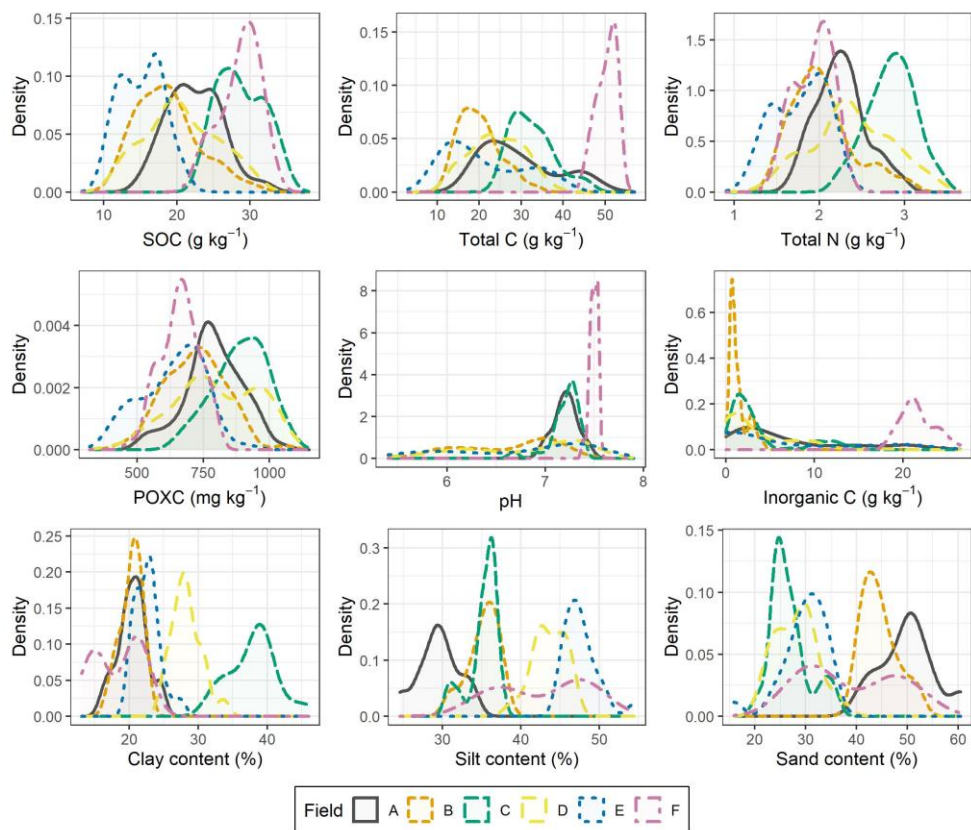 0.15
0.10
0.05
0.00
Density
10 20 30
SOC (g kg⁻¹)
0.15
0.10
0.05
0.00
Density
10 20 30 40 50
Total C (g kg⁻¹)
1.5
1.0
0.5
0.0
Density
1 2 3
Total N (g kg⁻¹)
0.004
0.002
0.000
Density
500 750 1000
POXC (mg kg⁻¹)
8
6
4
2
0
Density
6 7 8
pH
0.6
0.4
0.2
0.0
Density
0 10 20
Inorganic C (g kg⁻¹)
0.25
0.20
0.15
0.10
0.05
0.00
Density
20 30 40
Clay content (%)
0.3
0.2
0.1
0.0
Density
30 40 50
Silt content (%)
0.15
0.10
0.05
0.00
Density
20 30 40 50 60
Sand content (%)
Field A B C D E F